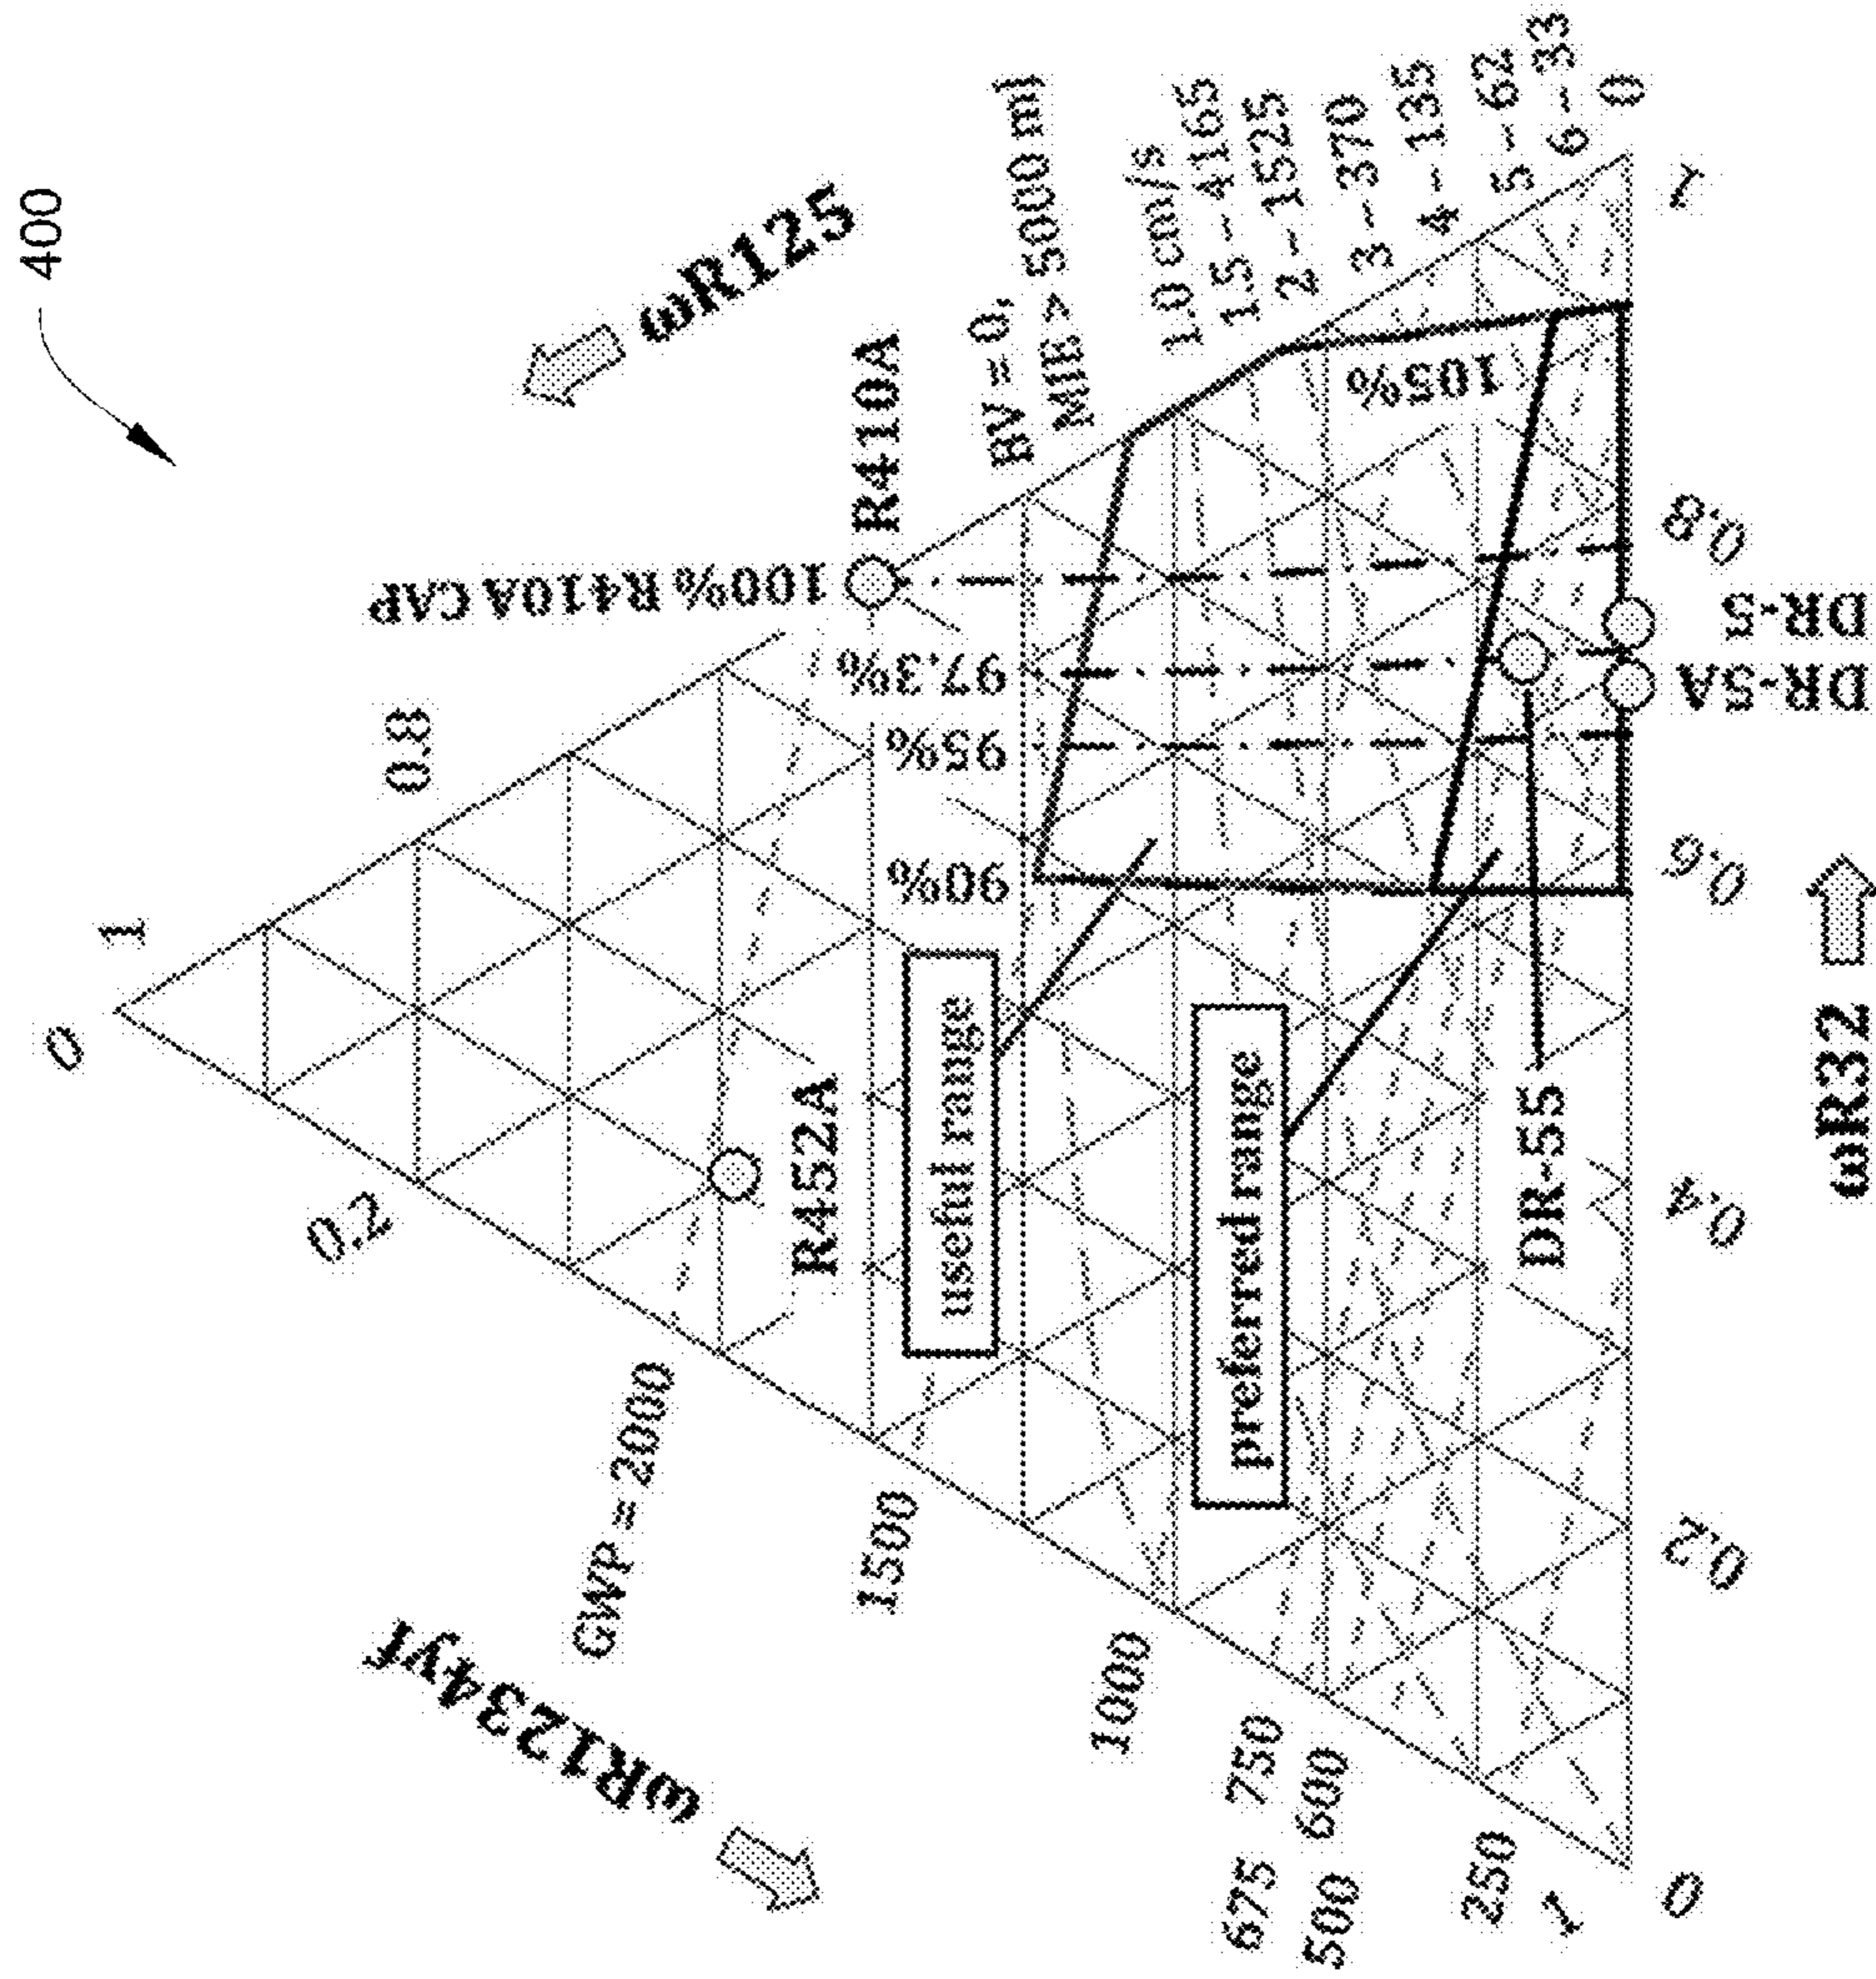 400
0
1
0.2
0.8
ωR1234yf
ωR125
GWP = 2000
1500
1000
750
675
600
500
250
1
0
R452A
100% R410A CAP
R410A
97.3%
95%
90%
105%
useful range
preferred range
BV = 0,
MIE > 5000 mJ
1.0 cm/s
1.5 – 4165
2 – 1525
3 – 370
4 – 135
5 – 62
6 – 33
0
1
DR-55
DR-5A
DR-5
0.2
0.4
0.6
0.8
ωR32